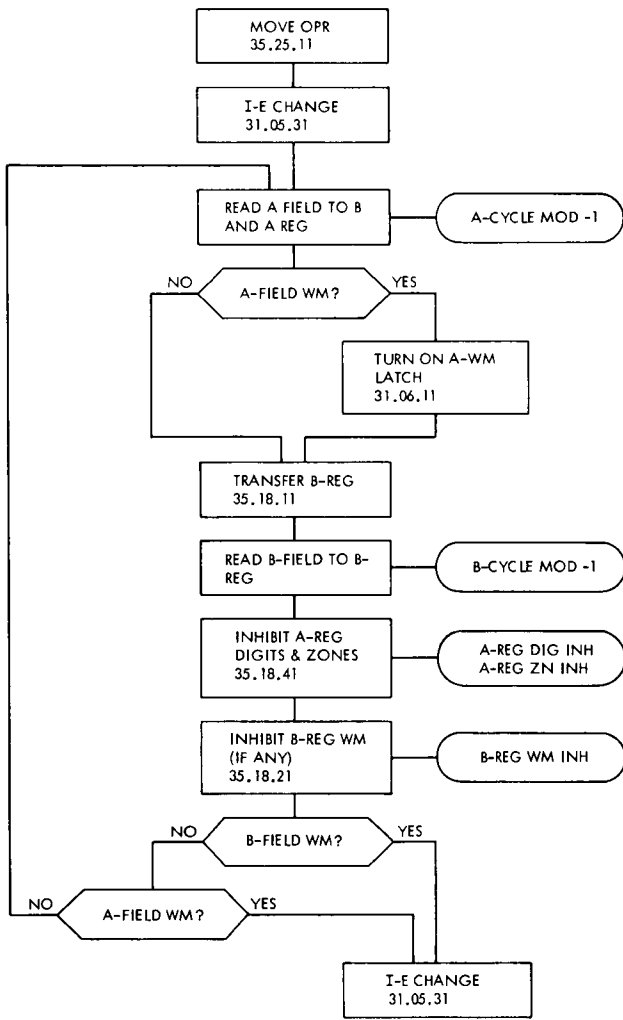 MOVE OPR
35.25.11
I-E CHANGE
31.05.31
READ A FIELD TO B
AND A REG
A-CYCLE MOD -1
NO
A-FIELD WM?
YES
TURN ON A-WM
LATCH
31.06.11
TRANSFER B-REG
35.18.11
READ B-FIELD TO B-
REG
B-CYCLE MOD -1
INHIBIT A-REG
DIGITS & ZONES
35.18.41
A-REG DIG INH
A-REG ZN INH
INHIBIT B-REG WM
(IF ANY)
35.18.21
B-REG WM INH
NO
B-FIELD WM?
YES
NO
A-FIELD WM?
YES
I-E CHANGE
31.05.31